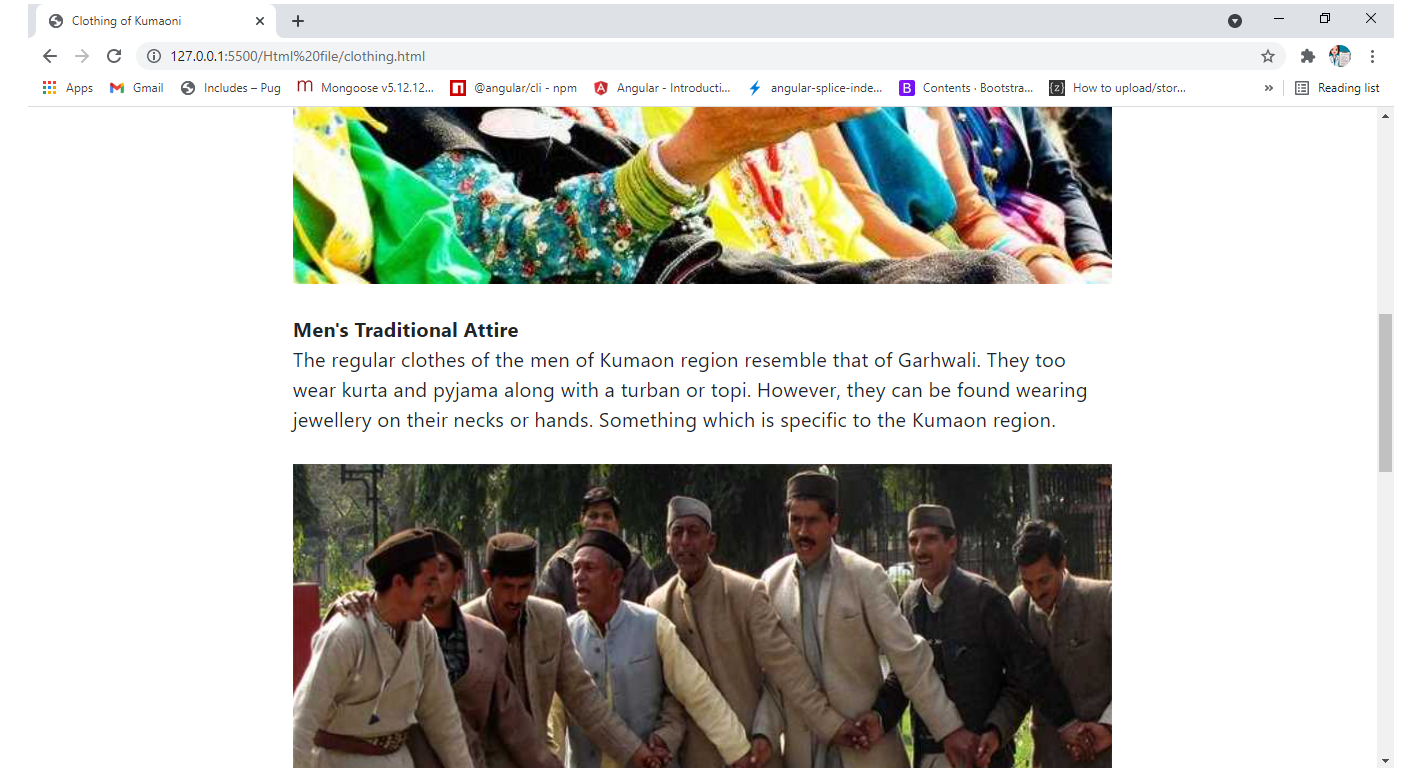 Clothing of Kumaoni
127.0.0.1:5500/Html%20file/clothing.html
Apps Gmail Includes – Pug Mongoose v5.12.12... @angular/cli - npm Angular - Introducti... angular-splice-inde... Contents · Bootstra... How to upload/stor... » Reading list
Men's Traditional Attire
The regular clothes of the men of Kumaon region resemble that of Garhwali. They too
wear kurta and pyjama along with a turban or topi. However, they can be found wearing
jewellery on their necks or hands. Something which is specific to the Kumaon region.